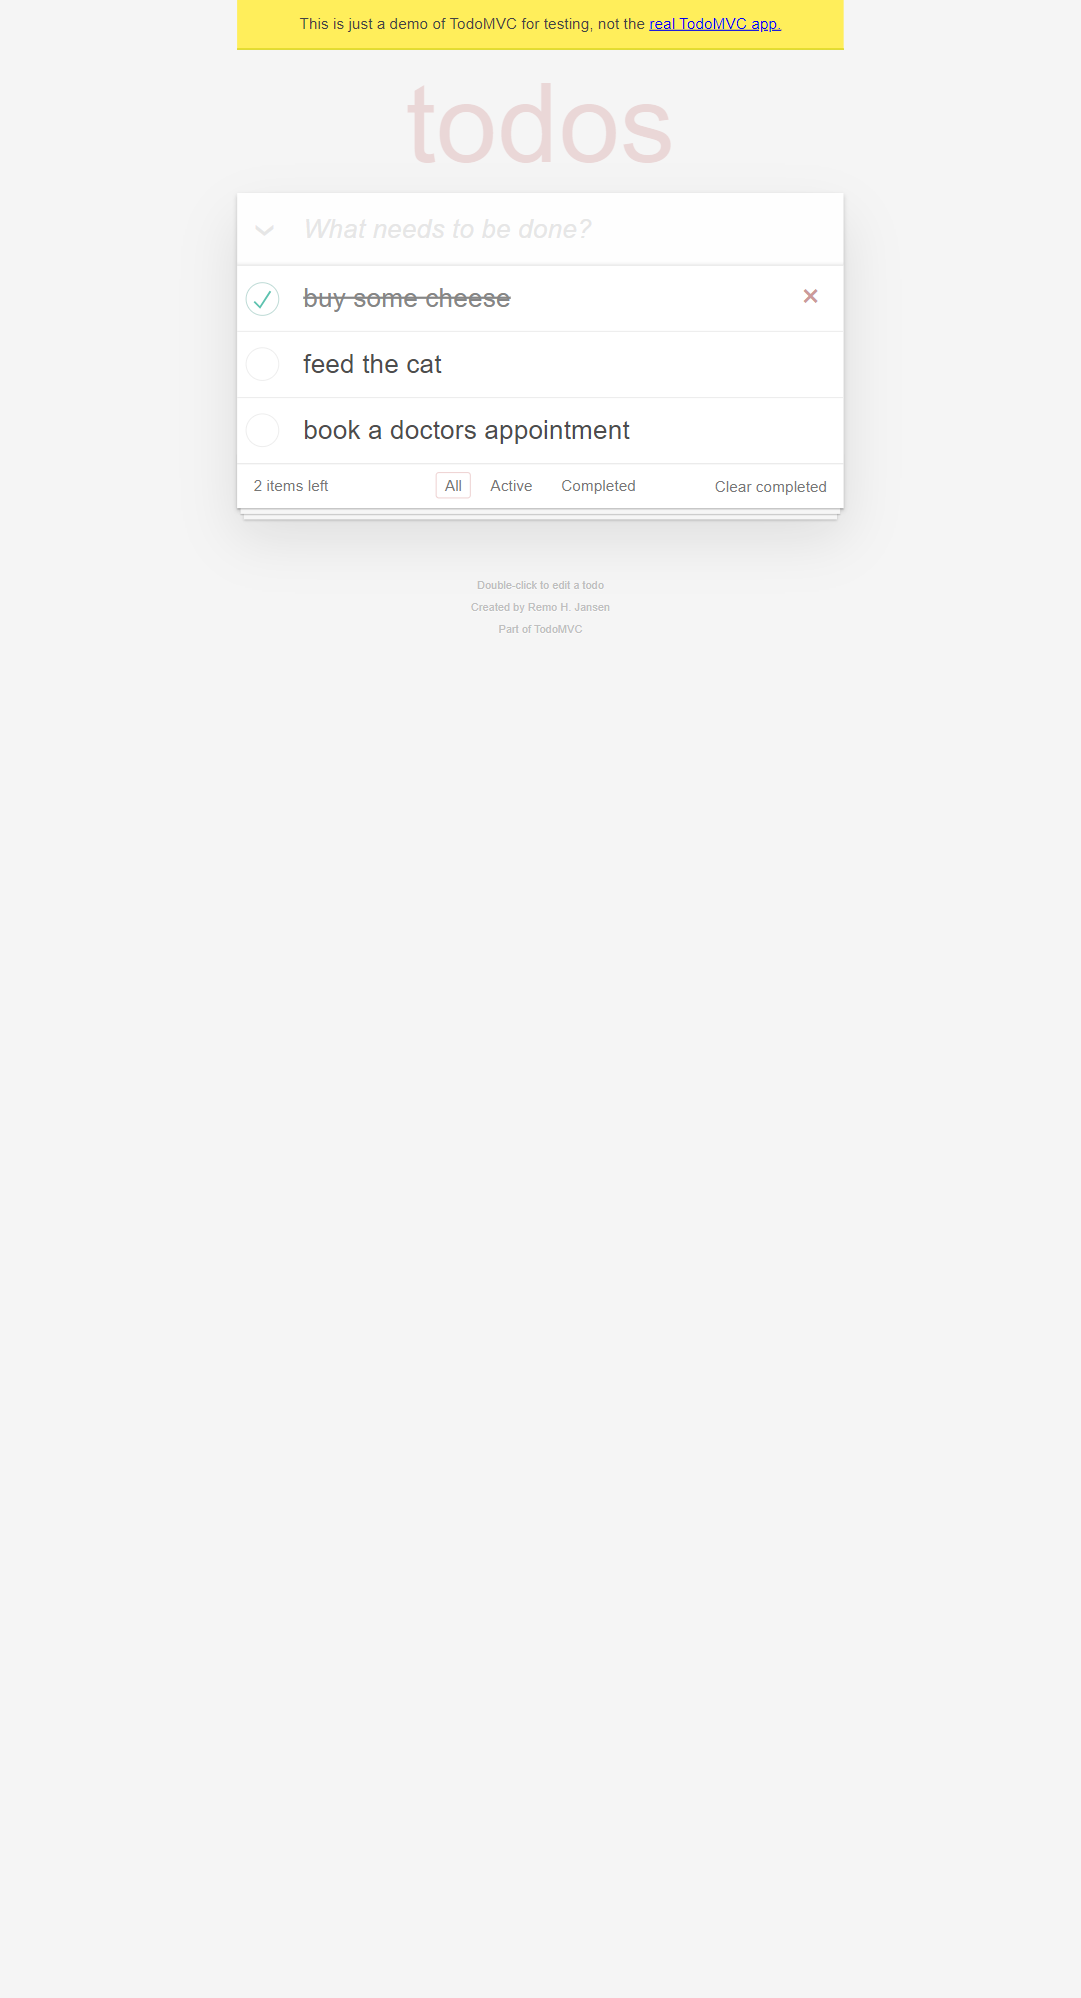 This is just a demo of TodoMVC for testing, not the real TodoMVC app.
todos
What needs to be done?
buy some cheese
feed the cat
book a doctors appointment
2 items left All Active Completed Clear completed
Double-click to edit a todo
Created by Remo H. Jansen
Part of TodoMVC